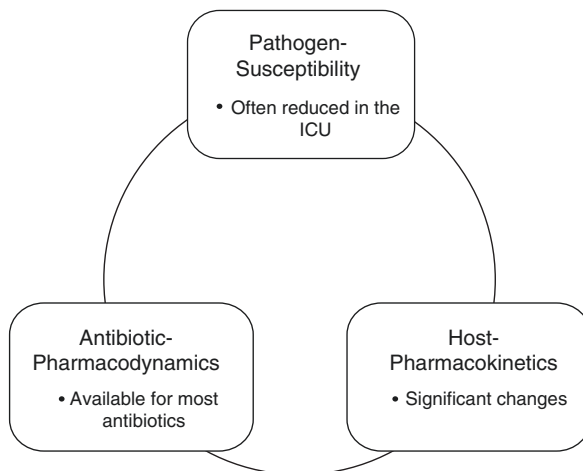 Pathogen-
Susceptibility
• Often reduced in the
ICU
Antibiotic-
Pharmacodynamics
• Available for most
antibiotics
Host-
Pharmacokinetics
• Significant changes